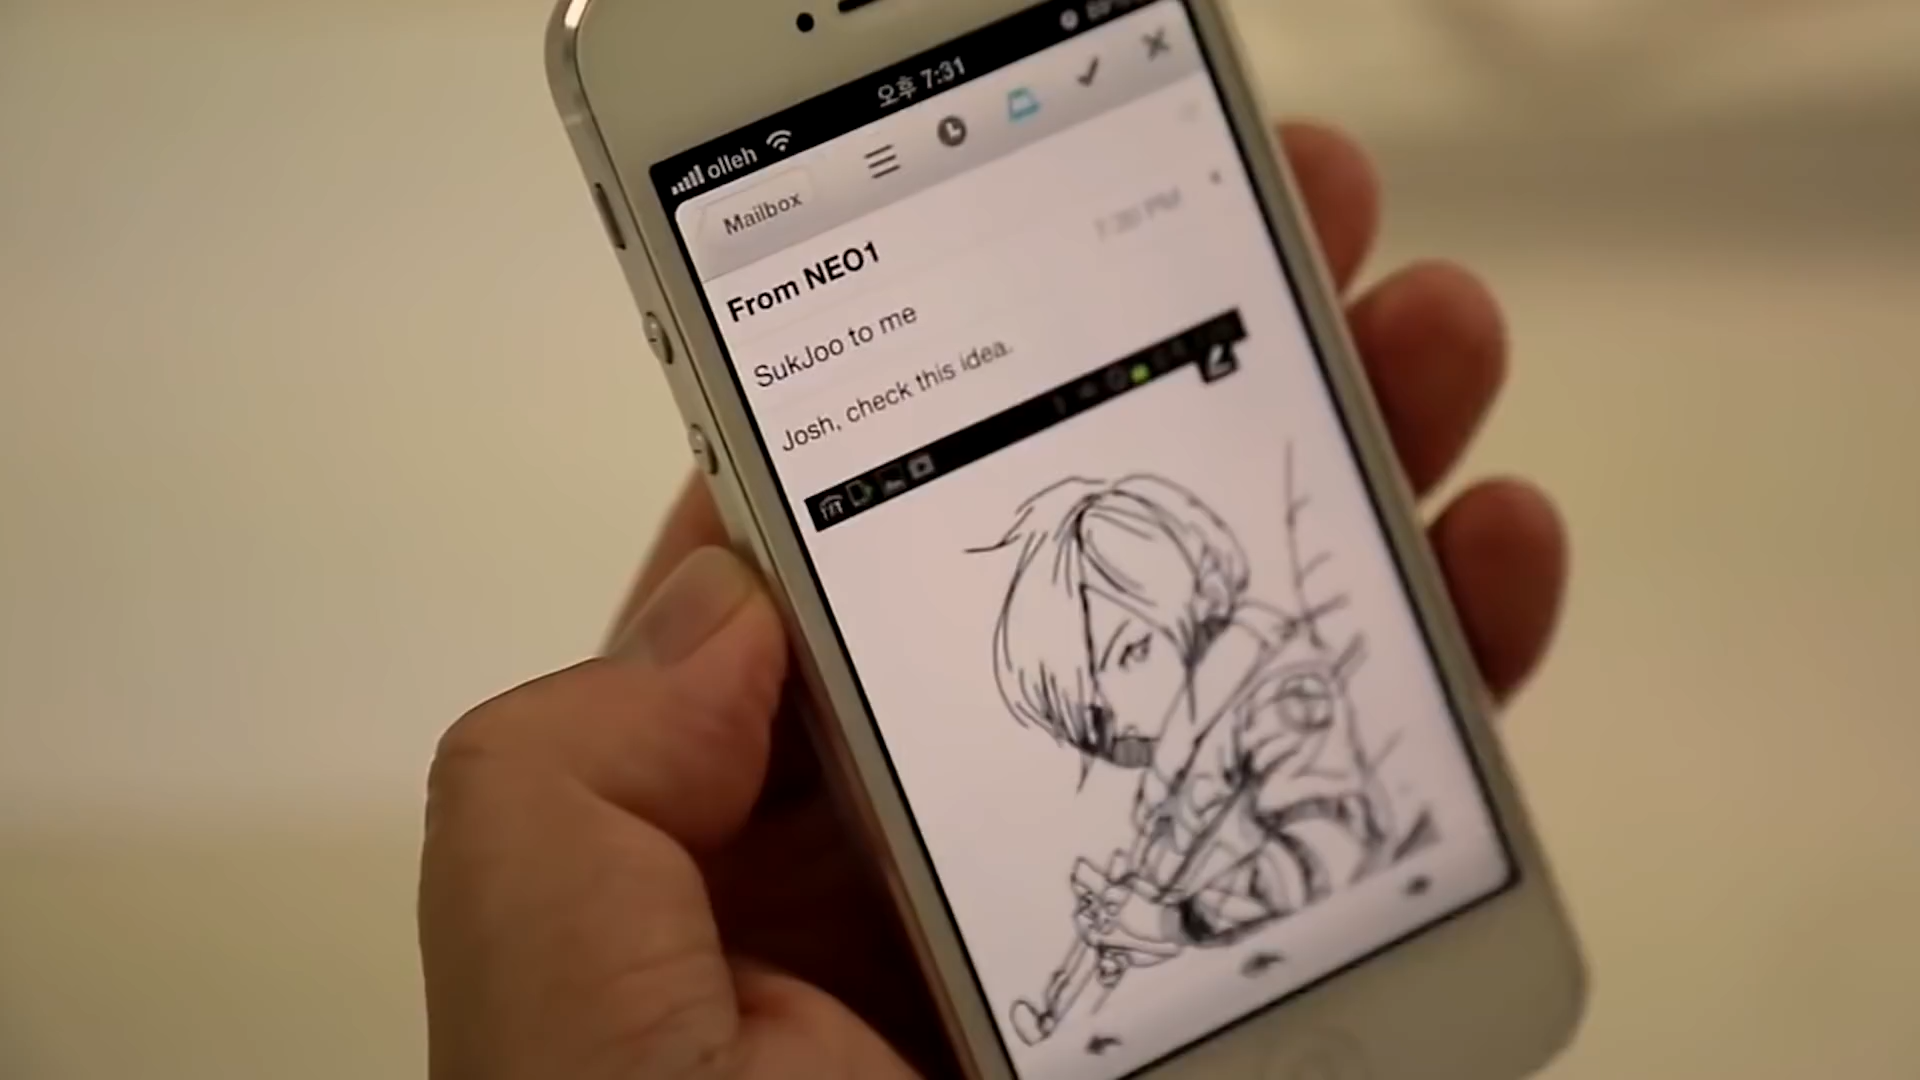 olleh 오후 7:31
Mailbox
From NEO1
SukJoo to me
Josh, check this idea.